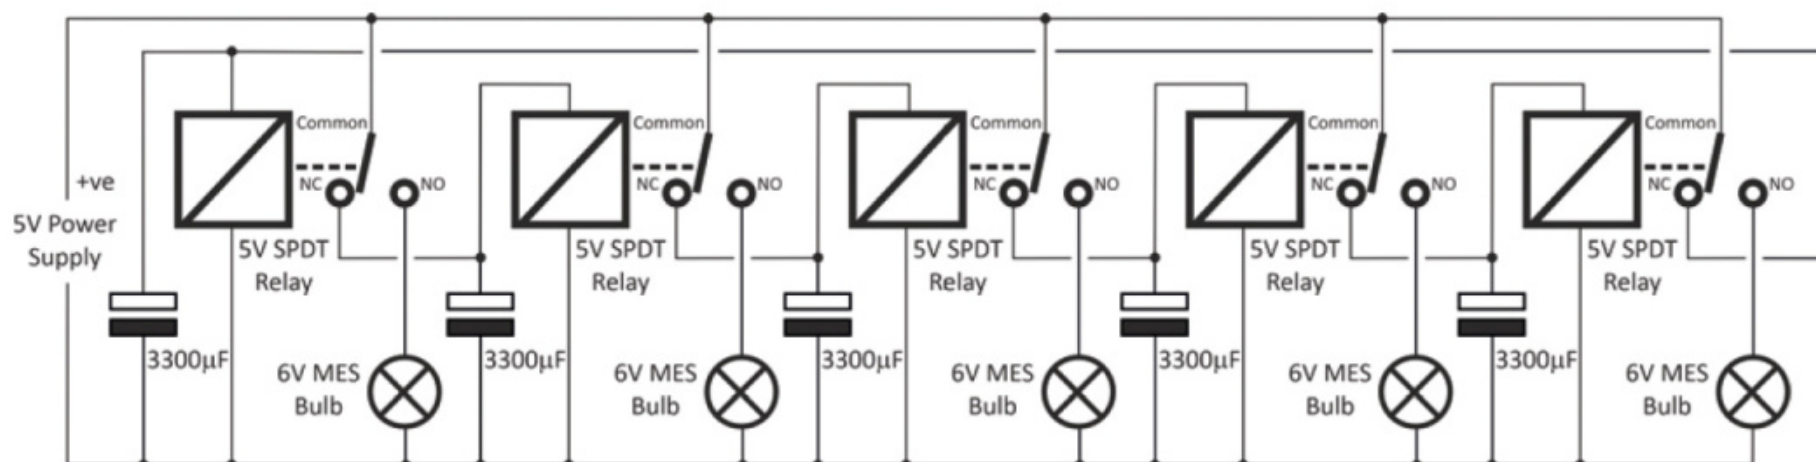 Common
Common
Common
Common
Common
+ve
NC
NO
NC
NO
NC
NO
NC
NO
NC
NO
5V Power
Supply
5V SPDT
Relay
5V SPDT
Relay
5V SPDT
Relay
5V SPDT
Relay
5V SPDT
Relay
3300μF
6V MES
Bulb
3300μF
6V MES
Bulb
3300μF
6V MES
Bulb
3300μF
6V MES
Bulb
3300μF
6V MES
Bulb